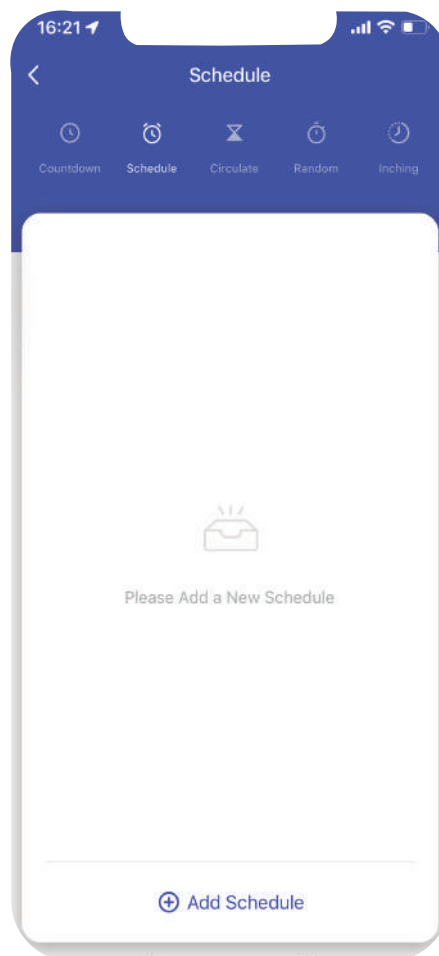 16:21
Schedule
Countdown Schedule Circulate Random Inching
Please Add a New Schedule
Add Schedule